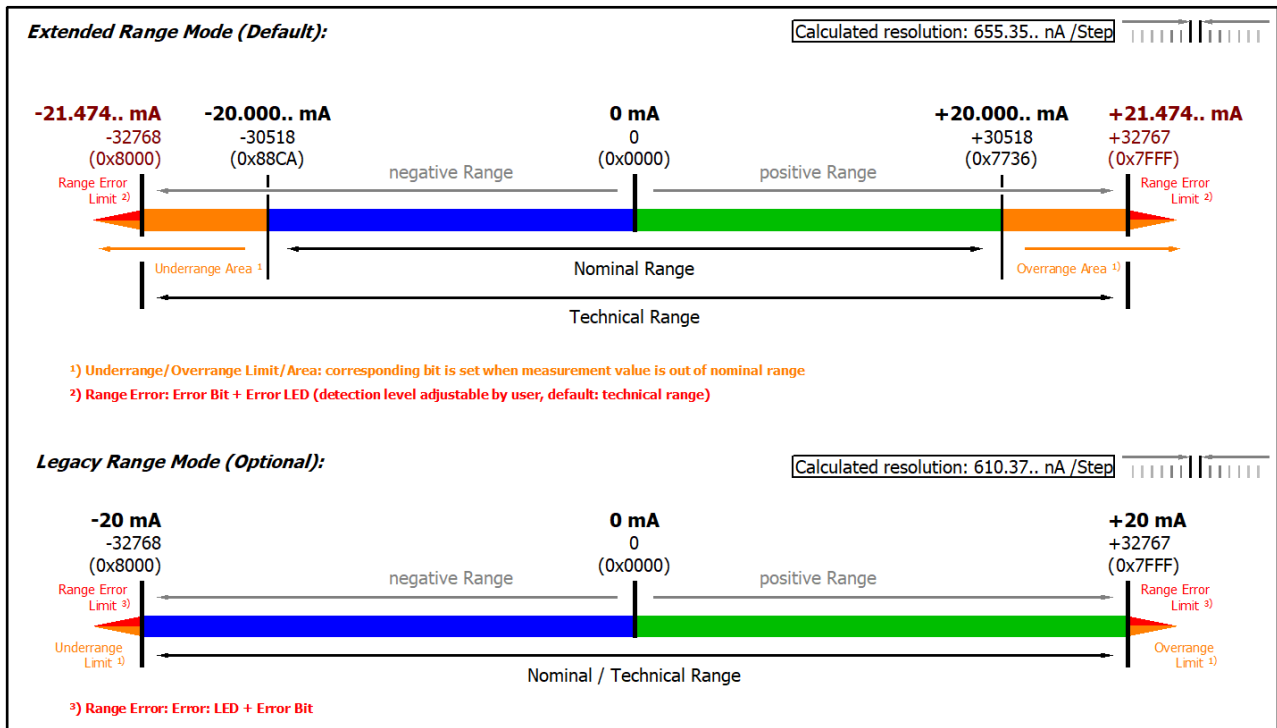 Extended Range Mode (Default):
Calculated resolution: 655.35.. nA /Step
-21.474.. mA
-32768
(0x8000)
-20.000.. mA
-30518
(0x88CA)
0 mA
0
(0x0000)
+20.000.. mA
+30518
(0x7736)
+21.474.. mA
+32767
(0x7FFF)
negative Range
positive Range
Range Error
Limit ²⁾
Range Error
Limit ²⁾
Underrange Area ¹
Nominal Range
Overrange Area ¹⁾
Technical Range
¹) Underrange/Overrange Limit/Area: corresponding bit is set when measurement value is out of nominal range
²) Range Error: Error Bit + Error LED (detection level adjustable by user, default: technical range)
Legacy Range Mode (Optional):
Calculated resolution: 610.37.. nA /Step
-20 mA
-32768
(0x8000)
0 mA
0
(0x0000)
+20 mA
+32767
(0x7FFF)
negative Range
positive Range
Range Error
Limit ³⁾
Range Error
Limit ³⁾
Underrange
Limit ¹⁾
Overrange
Limit ¹⁾
Nominal / Technical Range
³) Range Error: Error: LED + Error Bit